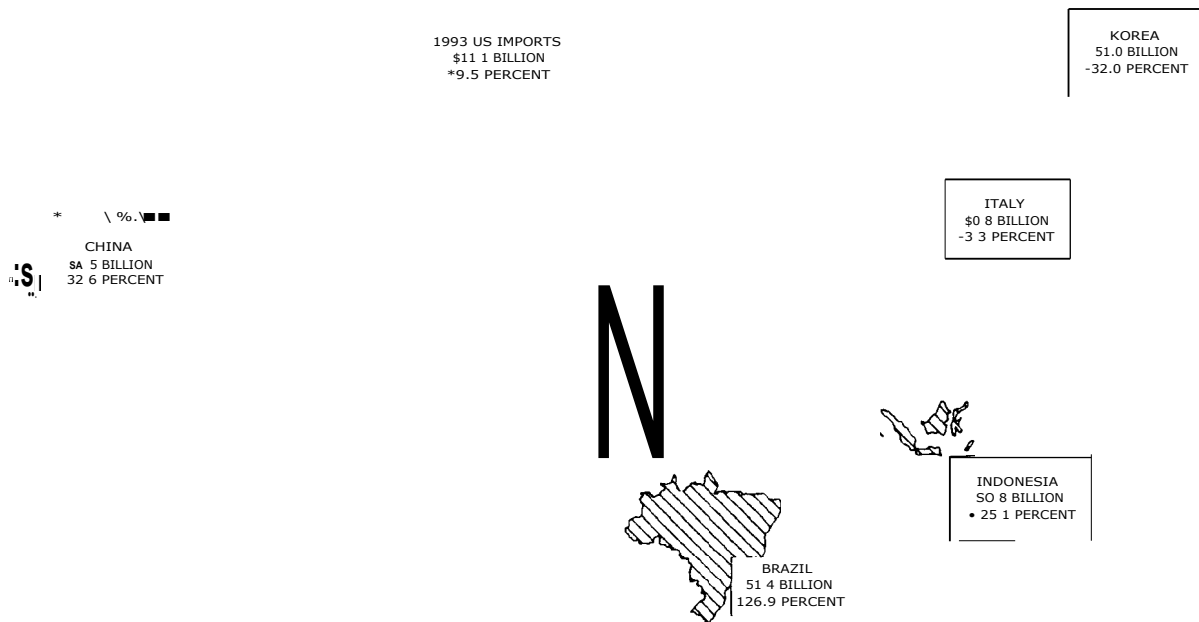 1993 US IMPORTS
$11 1 BILLION
*9.5 PERCENT
KOREA
51.0 BILLION
-32.0 PERCENT
ITALY
$0 8 BILLION
-3 3 PERCENT
* \ %.\
CHINA
SA 5 BILLION
32 6 PERCENT
N
INDONESIA
SO 8 BILLION
• 25 1 PERCENT
BRAZIL
51 4 BILLION
126.9 PERCENT